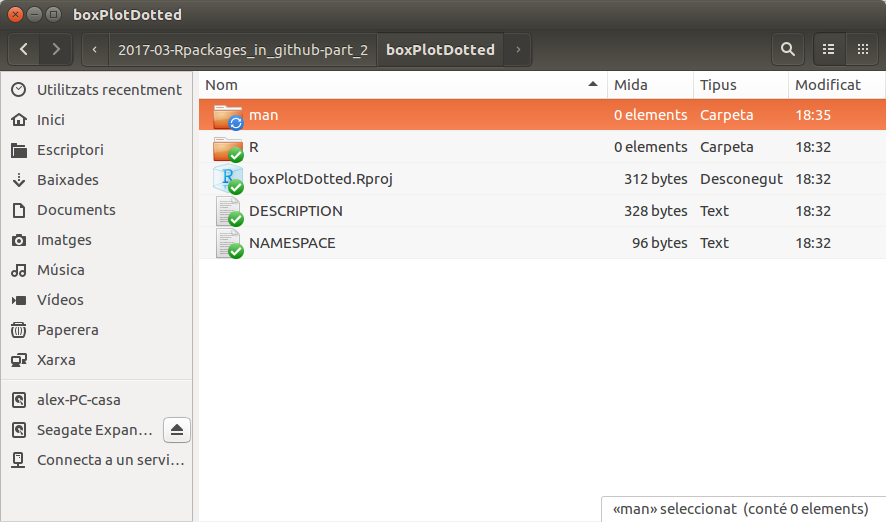 boxPlotDotted
2017-03-Rpackages_in_github-part_2 boxPlotDotted
Utilitzats recentment
Inici
Escriptori
Baixades
Documents
Imatges
Música
Vídeos
Paperera
Xarxa
alex-PC-casa
Seagate Expan…
Connecta a un servi…
Nom Mida Tipus Modificat
man 0 elements Carpeta 18:35
R 0 elements Carpeta 18:32
boxPlotDotted.Rproj 312 bytes Desconegut 18:32
DESCRIPTION 328 bytes Text 18:32
NAMESPACE 96 bytes Text 18:32
«man» seleccionat (conté 0 elements)